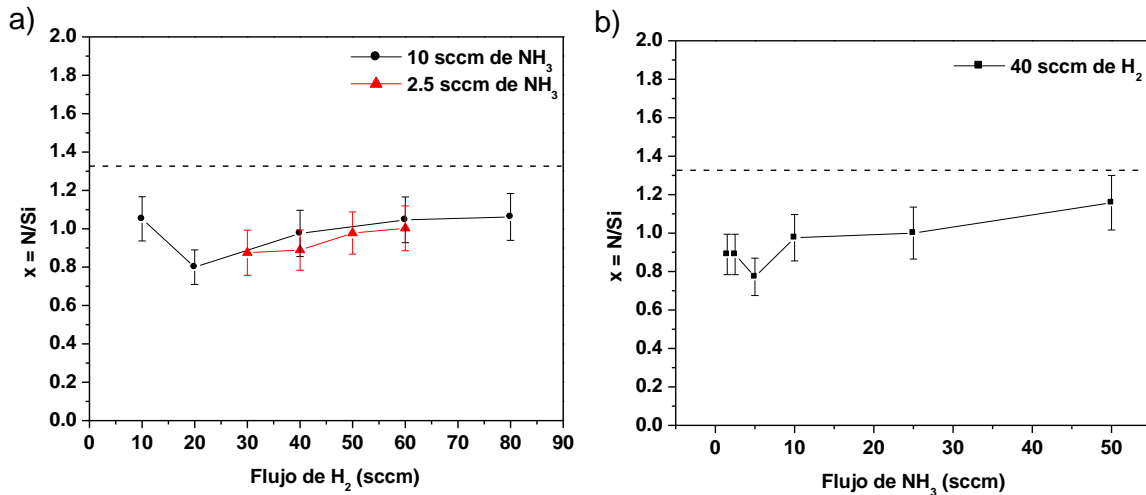 a)
2.0
1.8
1.6
1.4
1.2
1.0
0.8
0.6
0.4
0.2
0.0
x = N/Si
10 sccm de NH3
2.5 sccm de NH3
0 10 20 30 40 50 60 70 80 90
Flujo de H2 (sccm)
b)
2.0
1.8
1.6
1.4
1.2
1.0
0.8
0.6
0.4
0.2
0.0
x = N/Si
40 sccm de H2
0 10 20 30 40 50
Flujo de NH3 (sccm)